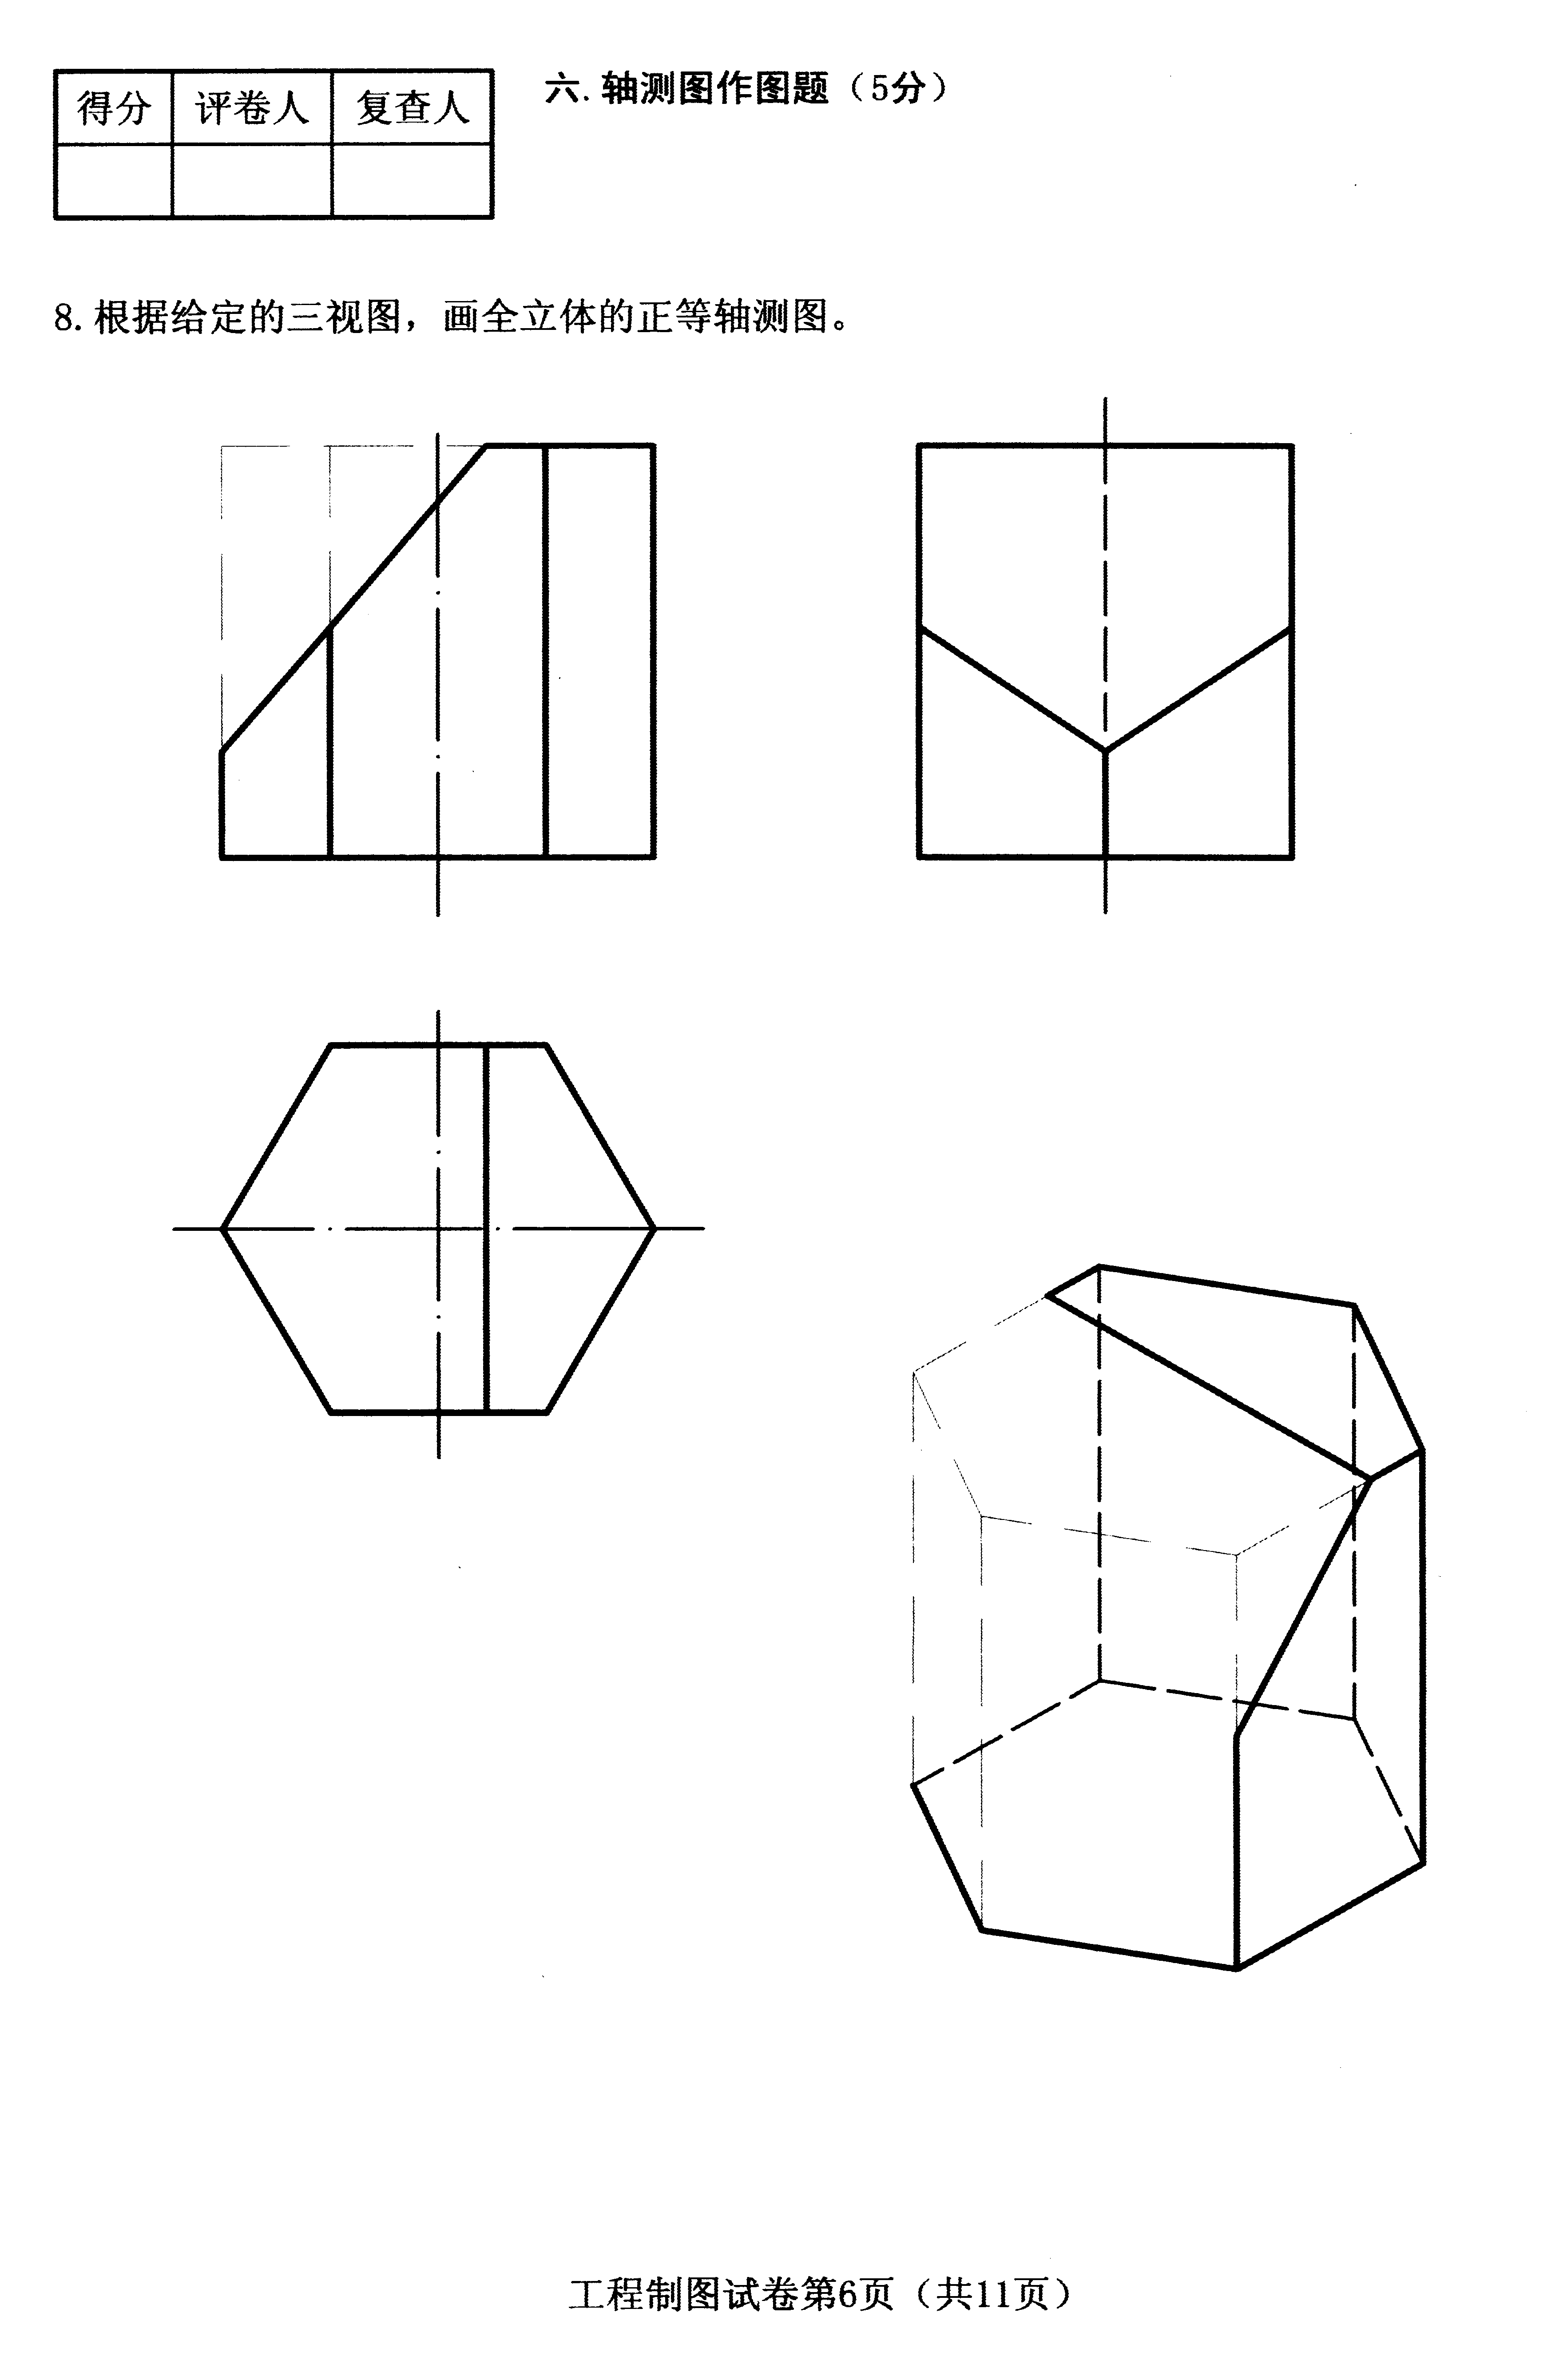 六. 轴测图作图题（5分）
得分 评卷人 复查人
8. 根据给定的三视图，画全立体的正等轴测图。
工程制图试卷第6页（共11页）